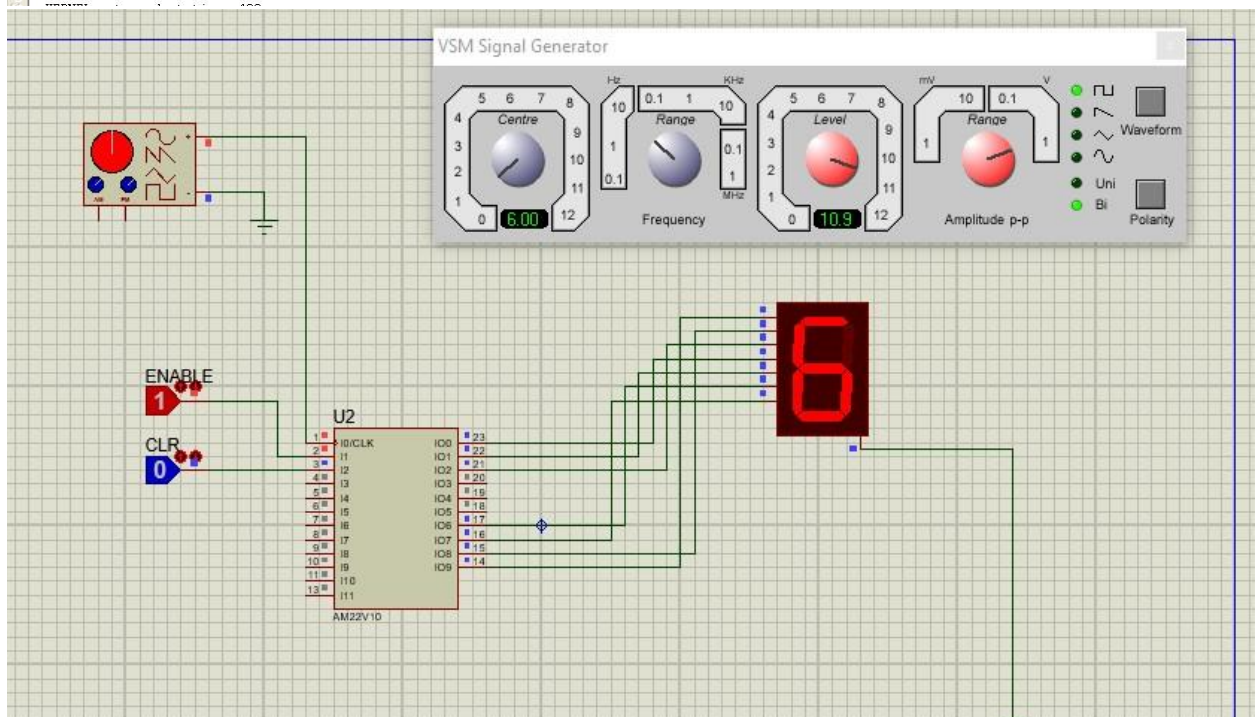 VSM Signal Generator
Hz KHz mV V
5 6 7 8 10 0.1 1 10 5 6 7 8 10 0.1
4 Centre 9 Range 4 Level 9 Range Waveform
3 10 1 0.1 3 10 1 1
2 11 0.1 1 2 11 Uni
1 MHz 1 Bi
0 6.00 12 Frequency 0 10.9 12 Amplitude p-p Polarity
+
-
AM FM
6
ENABLE
1
CLR
0
U2
1 I0/CLK IO0 23
2 I1 IO1 22
3 I2 IO2 21
4 I3 IO3 20
5 I4 IO4 19
6 I5 IO5 18
7 I6 IO6 17
8 I7 IO7 16
9 I8 IO8 15
10 I9 IO9 14
11 I10
13 I11
AM22V10